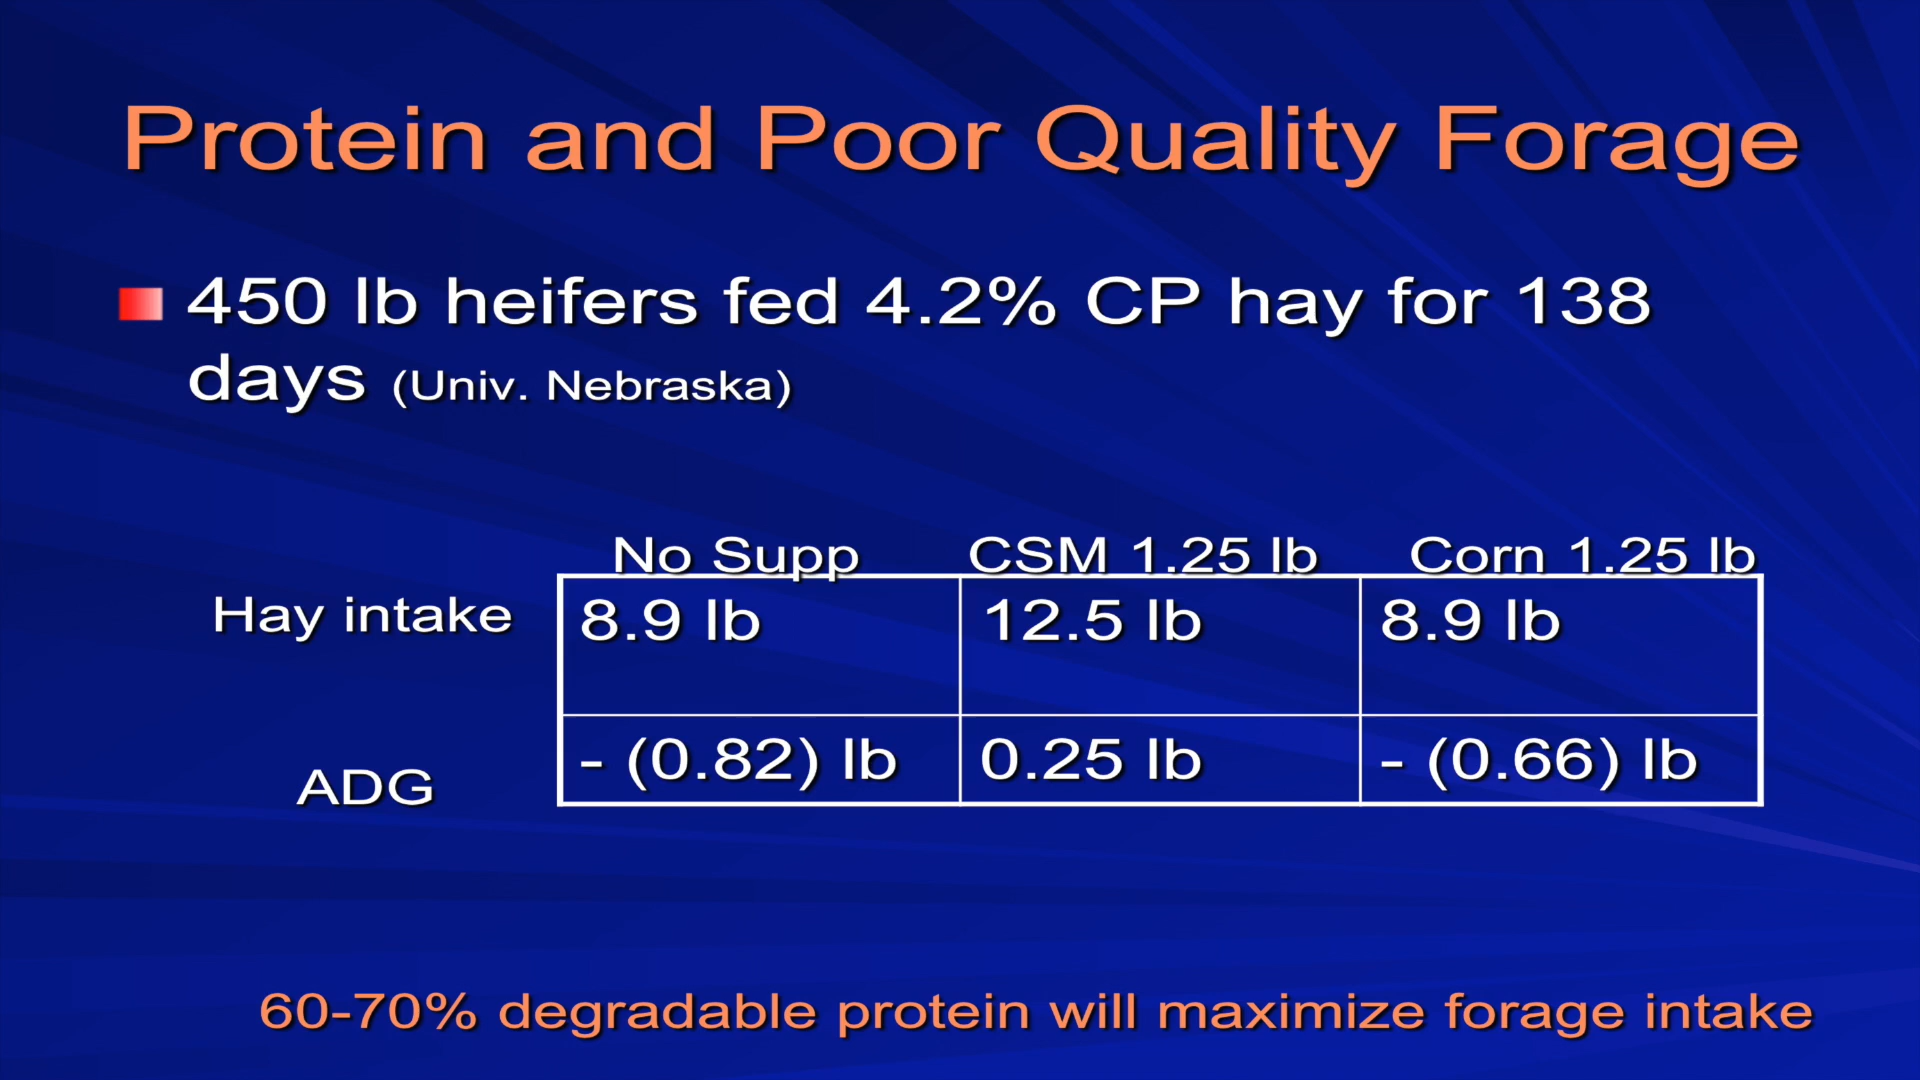 Protein and Poor Quality Forage
450 lb heifers fed 4.2% CP hay for 138
days (Univ. Nebraska)
No Supp CSM 1.25 lb Corn 1.25 lb
Hay intake 8.9 lb 12.5 lb 8.9 lb
ADG - (0.82) lb 0.25 lb - (0.66) lb
60-70% degradable protein will maximize forage intake